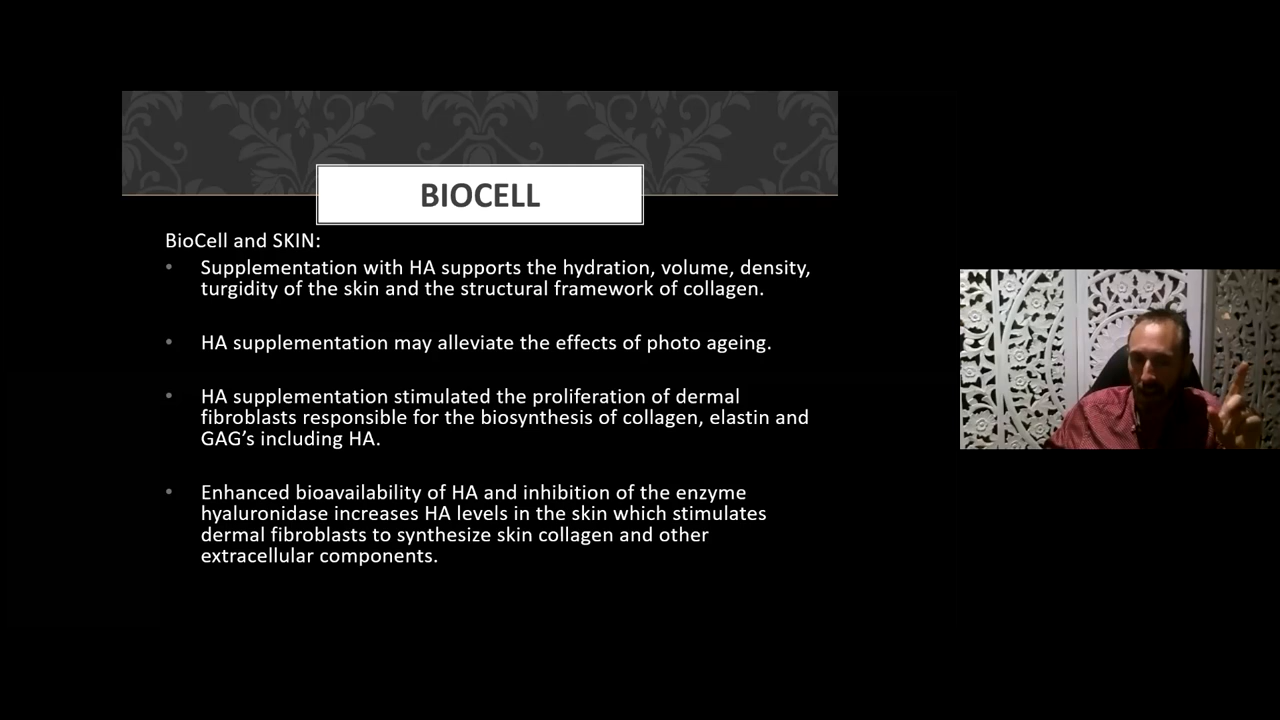 BIOCELL
BioCell and SKIN:
• Supplementation with HA supports the hydration, volume, density,
turgidity of the skin and the structural framework of collagen.
• HA supplementation may alleviate the effects of photo ageing.
• HA supplementation stimulated the proliferation of dermal
fibroblasts responsible for the biosynthesis of collagen, elastin and
GAG’s including HA.
• Enhanced bioavailability of HA and inhibition of the enzyme
hyaluronidase increases HA levels in the skin which stimulates
dermal fibroblasts to synthesize skin collagen and other
extracellular components.